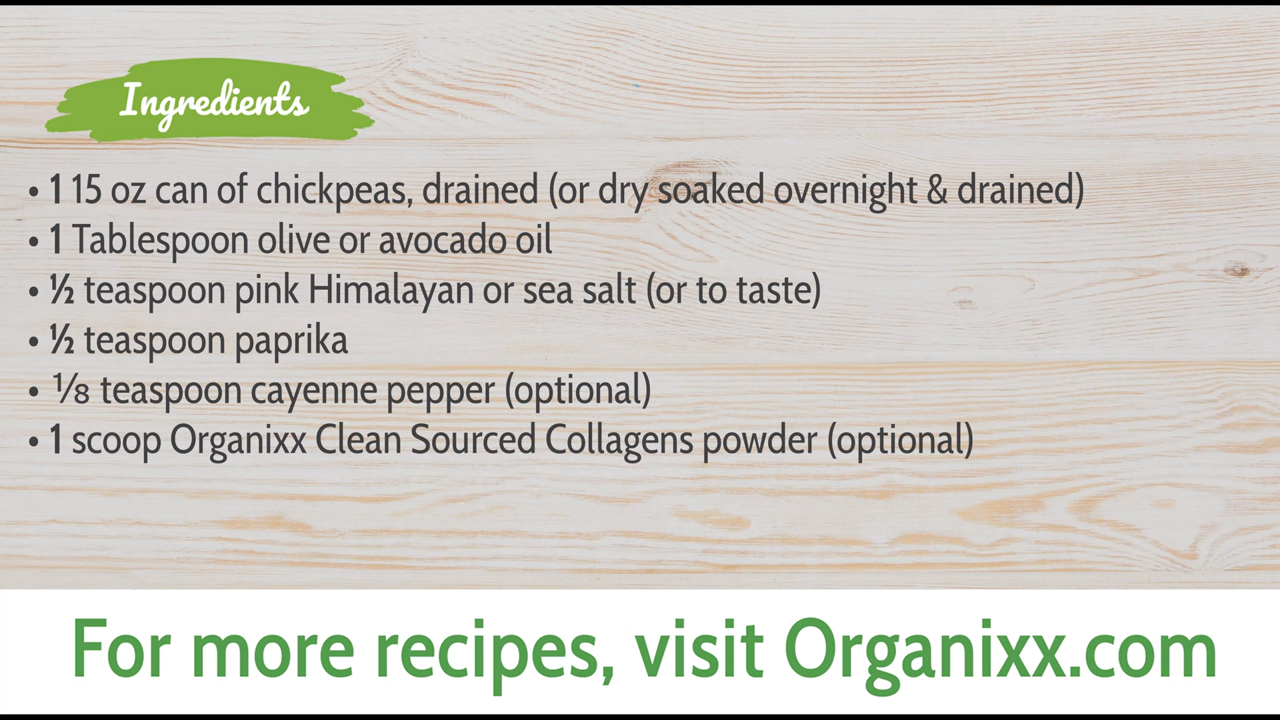 Ingredients
• 1 15 oz can of chickpeas, drained (or dry soaked overnight & drained)
• 1 Tablespoon olive or avocado oil
• ½ teaspoon pink Himalayan or sea salt (or to taste)
• ½ teaspoon paprika
• ⅛ teaspoon cayenne pepper (optional)
• 1 scoop Organixx Clean Sourced Collagens powder (optional)
For more recipes, visit Organixx.com